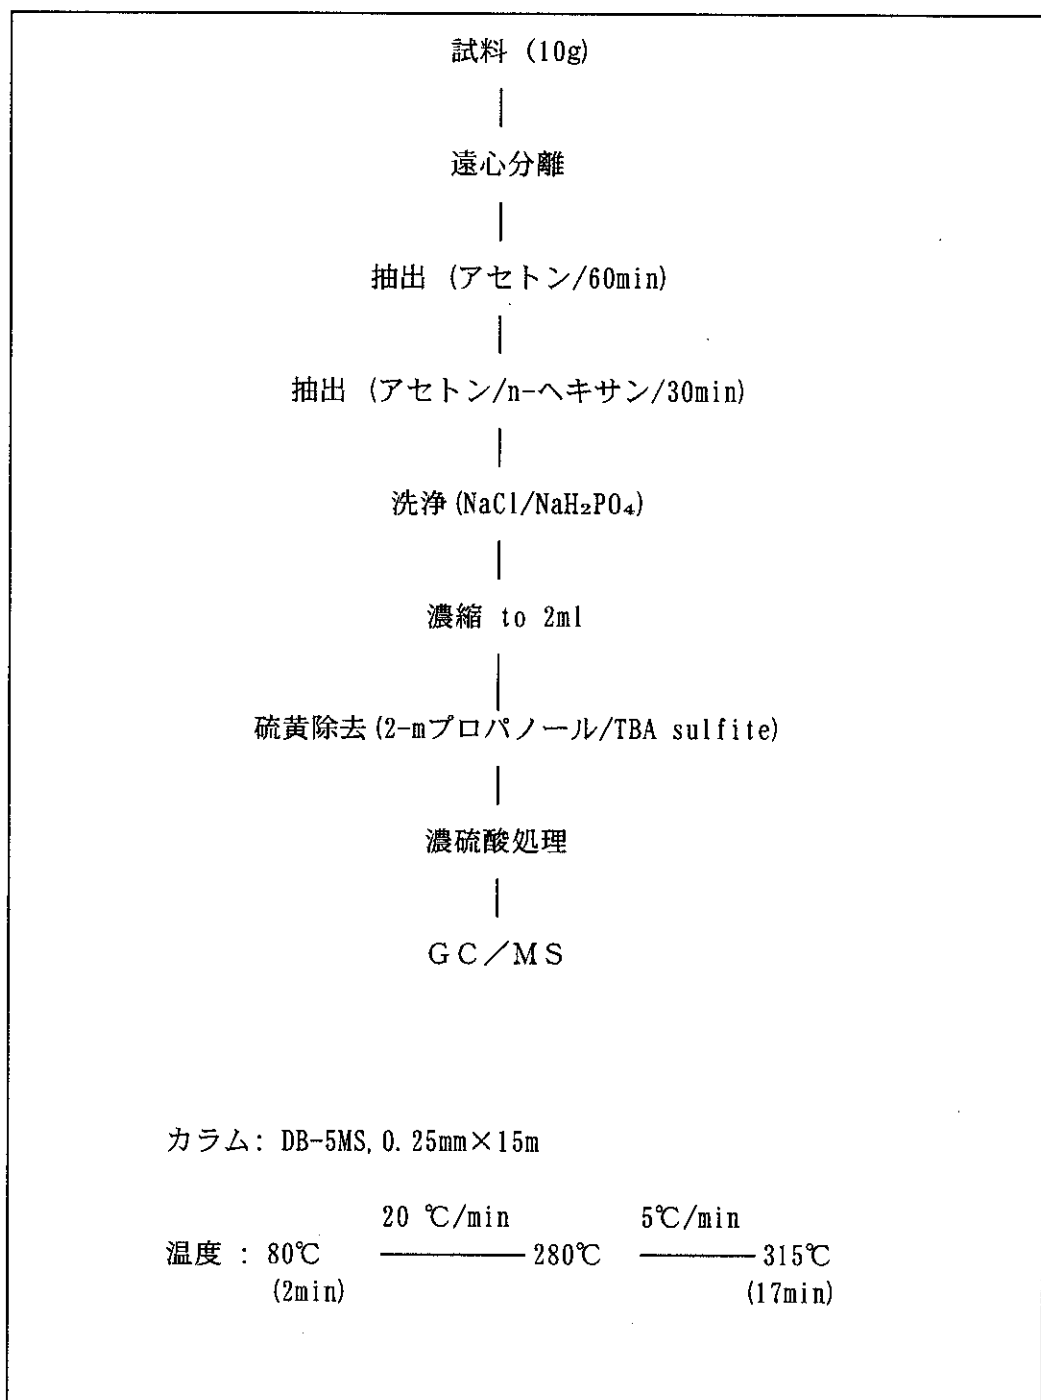 試料 (10g)
遠心分離
抽出 (アセトン/60min)
抽出 (アセトン/n-ヘキサン/30min)
洗浄(NaCl/NaH₂PO₄)
濃縮 to 2ml
硫黄除去(2-mプロパノール/TBA sulfite)
濃硫酸処理
GC/MS
カラム: DB-5MS, 0.25mm×15m
20 ℃/min 5℃/min
温度 : 80℃ 280℃ 315℃
(2min) (17min)